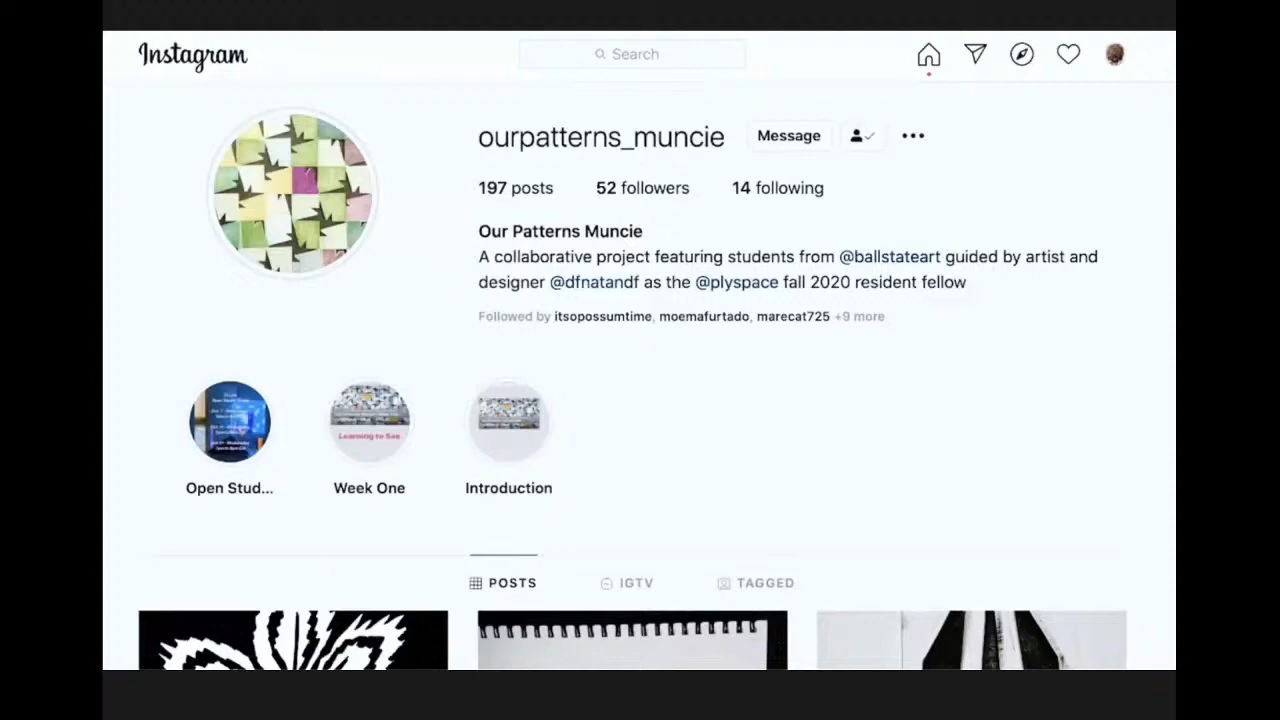 Instagram
Search
ourpatterns_muncie
Message
197 posts
52 followers
14 following
Our Patterns Muncie
A collaborative project featuring students from @ballstateart guided by artist and
designer @dfnatandf as the @plyspace fall 2020 resident fellow
Followed by itsopossumtime, moemafurtado, marecat725 +9 more
Learning to See
Open Stud...
Week One
Introduction
POSTS
IGTV
TAGGED